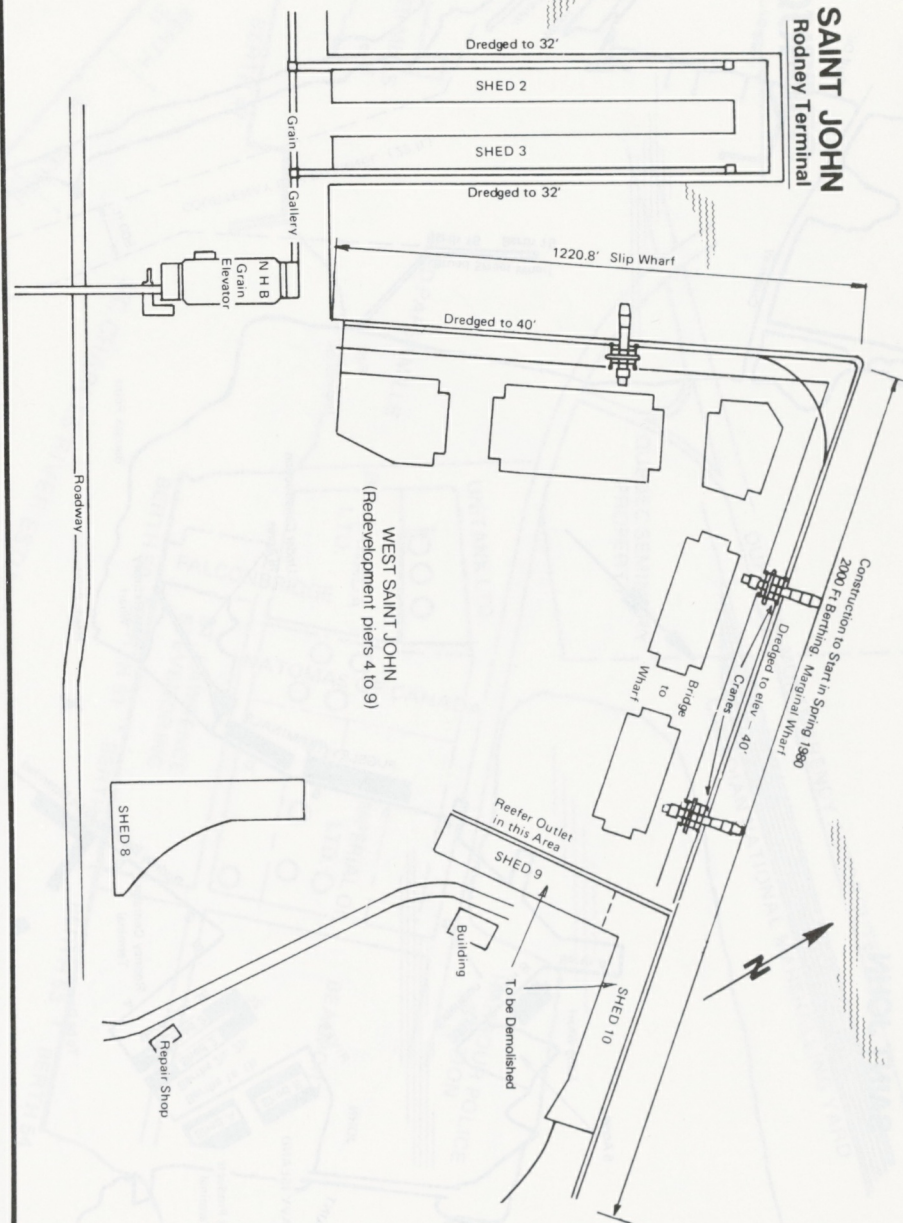 SAINT JOHN
Rodney Terminal
Dredged to 32'
SHED 2
SHED 3
Dredged to 32'
Grain
Gallery
N H B
Grain
Elevator
1220.8' Slip Wharf
Dredged to 40'
Roadway
WEST SAINT JOHN
(Redevelopment piers 4 to 9)
Construction to Start in Spring 1980
2000 Ft Berthing. Marginal Wharf
Dredged to elev – 40'
Cranes
Bridge
to
Wharf
Reefer Outlet
in this Area
SHED 9
SHED 10
To be Demolished
Building
SHED 8
Repair Shop
N